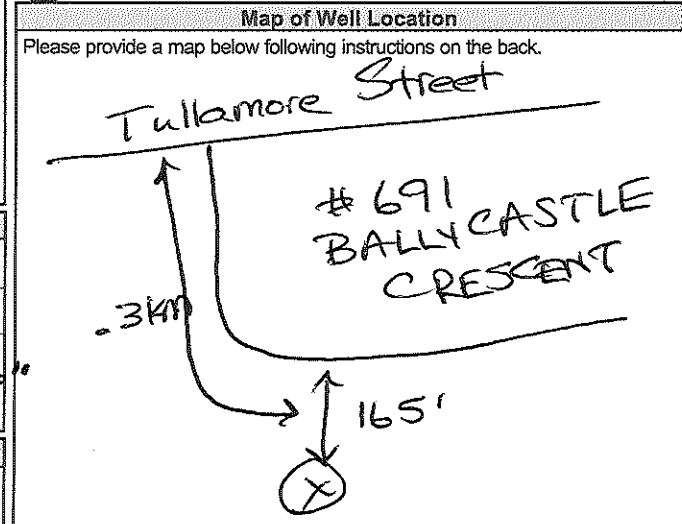 Map of Well Location
Please provide a map below following instructions on the back.
Tullamore Street
# 691
BALLYCASTLE
CRESCENT
.3km
165'
X